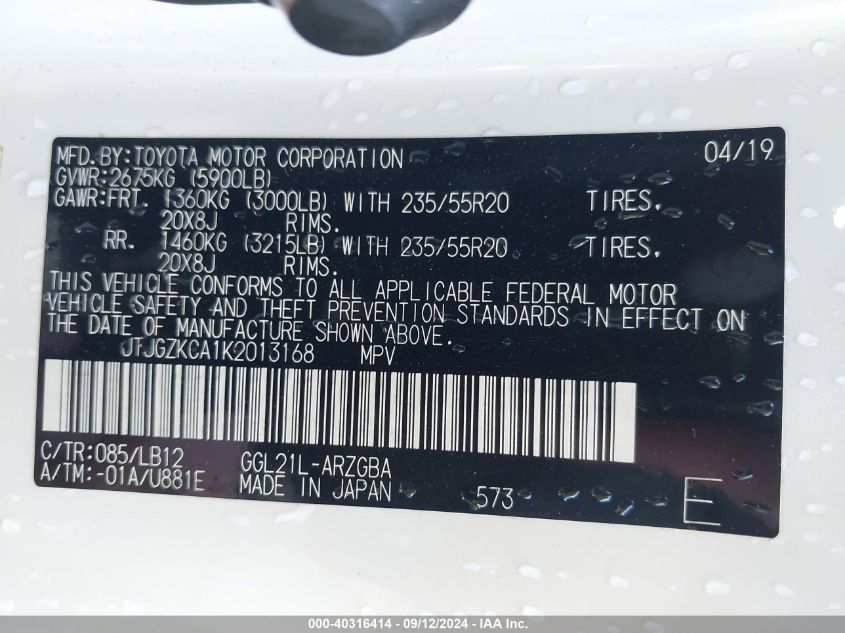 MFD.BY:TOYOTA MOTOR CORPORATION 04/19
GVWR:2675KG (5900LB)
GAWR:FRT. 1360KG (3000LB) WITH 235/55R20 TIRES,
20X8J RIMS.
RR. 1460KG (3215LB) WITH 235/55R20 TIRES,
20X8J RIMS.
THIS VEHICLE CONFORMS TO ALL APPLICABLE FEDERAL MOTOR
VEHICLE SAFETY AND THEFT PREVENTION STANDARDS IN EFFECT ON
THE DATE OF MANUFACTURE SHOWN ABOVE.
JTJGZKCA1K2013168 MPV
C/TR:085/LB12 GGL21L-ARZGBA
A/TM:-01A/U881E MADE IN JAPAN 573 E
000-40316414 - 09/12/2024 - IAA Inc.